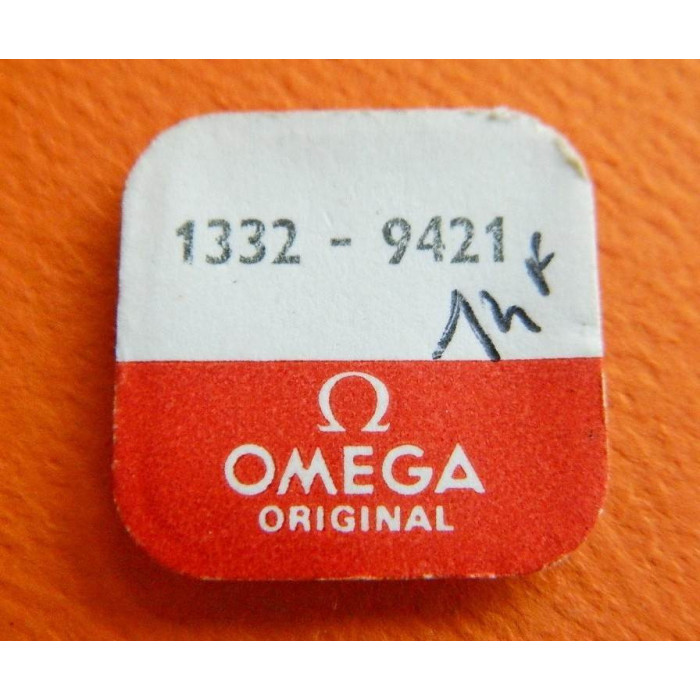 1332 - 9421
Ω
OMEGA
ORIGINAL